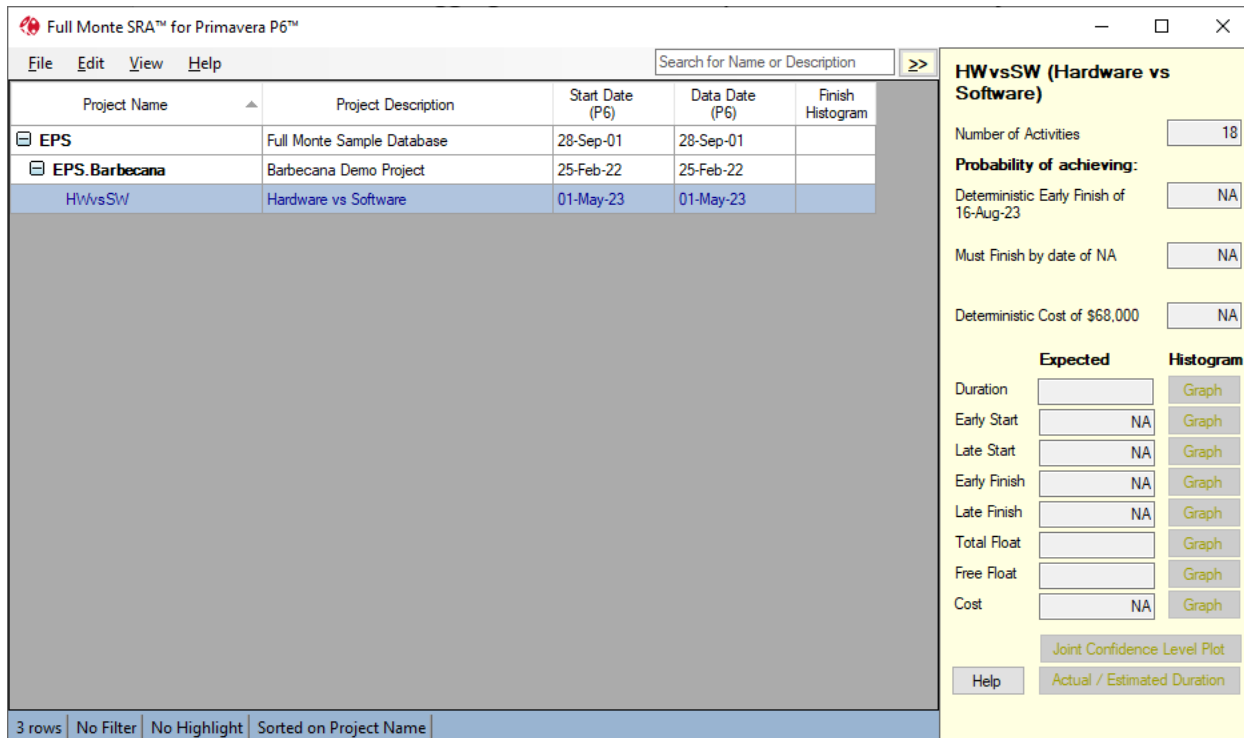 Full Monte SRA™ for Primavera P6™
File Edit View Help
Search for Name or Description >>
Project Name Project Description Start Date (P6) Data Date (P6) Finish Histogram
EPS Full Monte Sample Database 28-Sep-01 28-Sep-01
EPS.Barbecana Barbecana Demo Project 25-Feb-22 25-Feb-22
HWvsSW Hardware vs Software 01-May-23 01-May-23
3 rows No Filter No Highlight Sorted on Project Name
HWvsSW (Hardware vs
Software)
Number of Activities 18
Probability of achieving:
Deterministic Early Finish of NA
16-Aug-23
Must Finish by date of NA NA
Deterministic Cost of $68,000 NA
Expected Histogram
Duration Graph
Early Start NA Graph
Late Start NA Graph
Early Finish NA Graph
Late Finish NA Graph
Total Float Graph
Free Float Graph
Cost NA Graph
Joint Confidence Level Plot
Help Actual / Estimated Duration